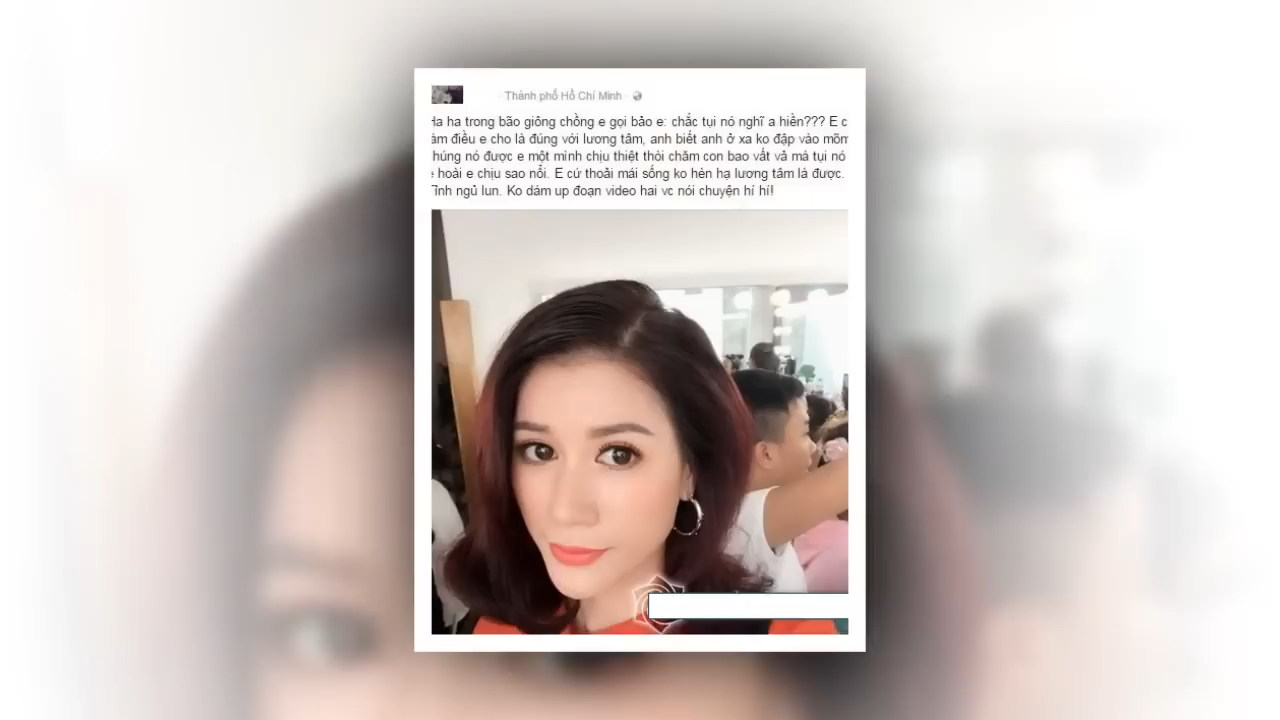 Thành phố Hồ Chí Minh
Ha ha trong bão giông chồng e gọi bảo e: chắc tụi nó nghĩ a hiền??? E c
àm điều e cho là đúng với lương tâm, anh biết anh ở xa ko đập vào mõm
húng nó được e một mình chịu thiệt thòi chăm con bao vất vả mà tụi nó
hoài e chịu sao nổi. E cứ thoải mái sống ko hèn hạ lương tâm là được.
Tỉnh ngủ lun. Ko dám up đoạn video hai vc nói chuyện hí hí!